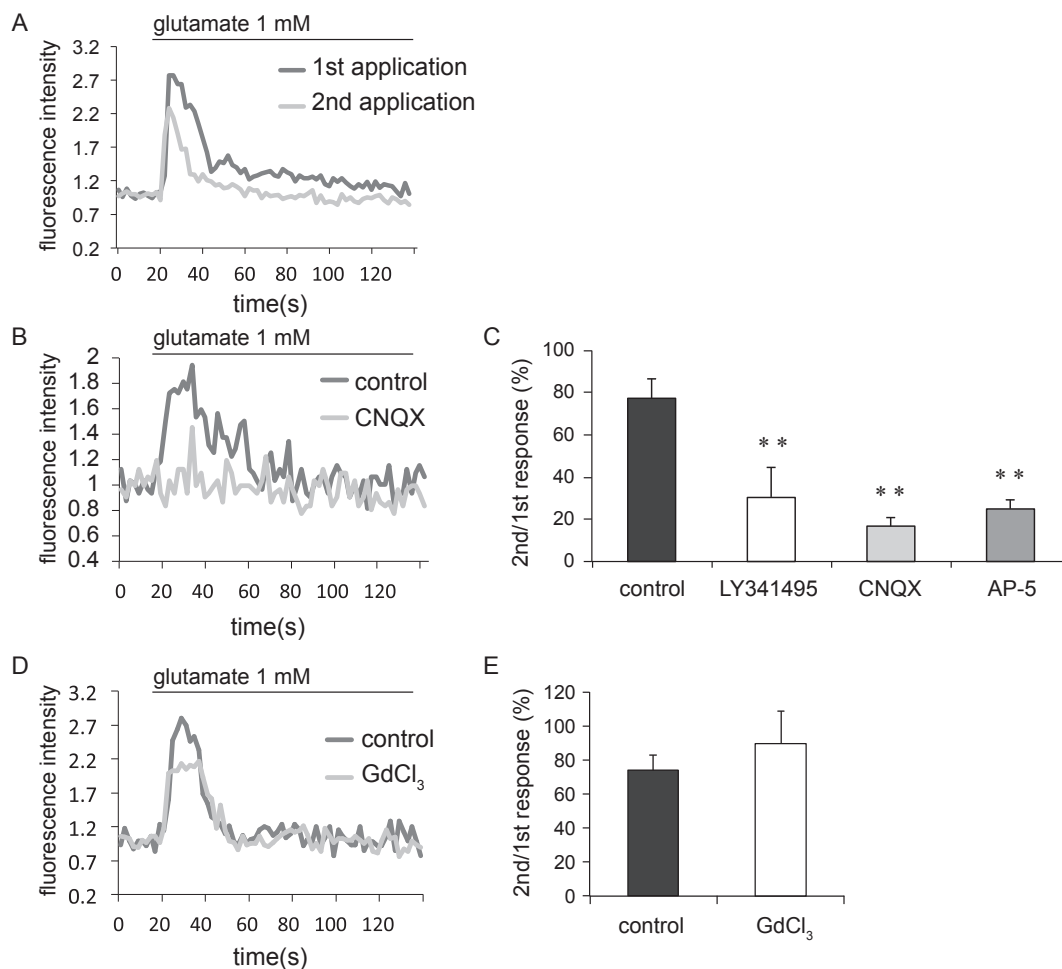 A
glutamate 1 mM
fluorescence intensity
3.2
2.7
2.2
1.7
1.2
0.7
0.2
1st application
2nd application
0 20 40 60 80 100 120
time(s)
B
glutamate 1 mM
fluorescence intensity
2
1.8
1.6
1.4
1.2
1
0.8
0.6
0.4
control
CNQX
0 20 40 60 80 100 120
time(s)
C
2nd/1st response (%)
100
80
60
40
20
0
**
**
**
control LY341495 CNQX AP-5
D
glutamate 1 mM
fluorescence intensity
3.2
2.7
2.2
1.7
1.2
0.7
0.2
control
GdCl₃
0 20 40 60 80 100 120
time(s)
E
2nd/1st response (%)
120
100
80
60
40
20
0
control GdCl₃